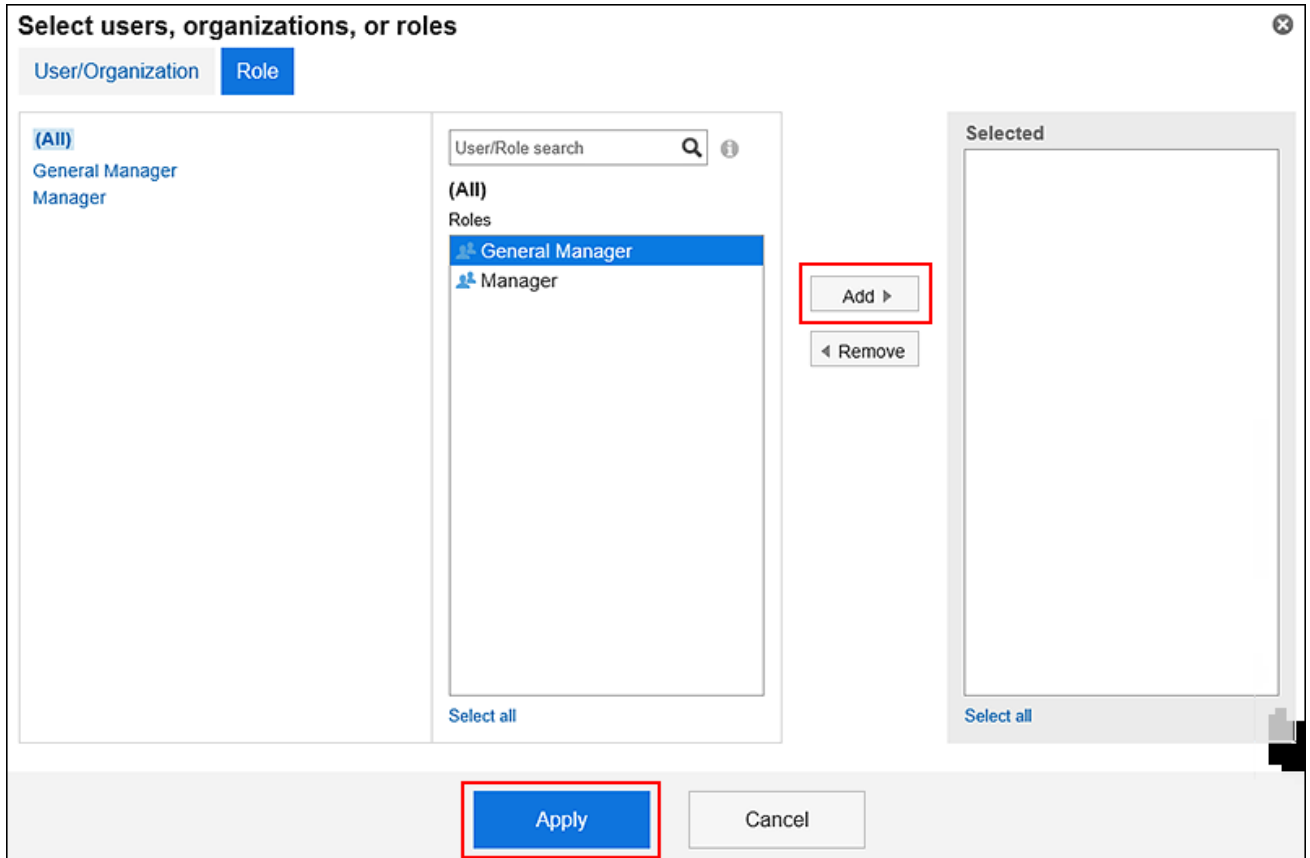 Select users, organizations, or roles
User/Organization
Role
(All)
General Manager
Manager
User/Role search
(All)
Roles
General Manager
Manager
Select all
Add
Remove
Selected
Select all
Apply
Cancel